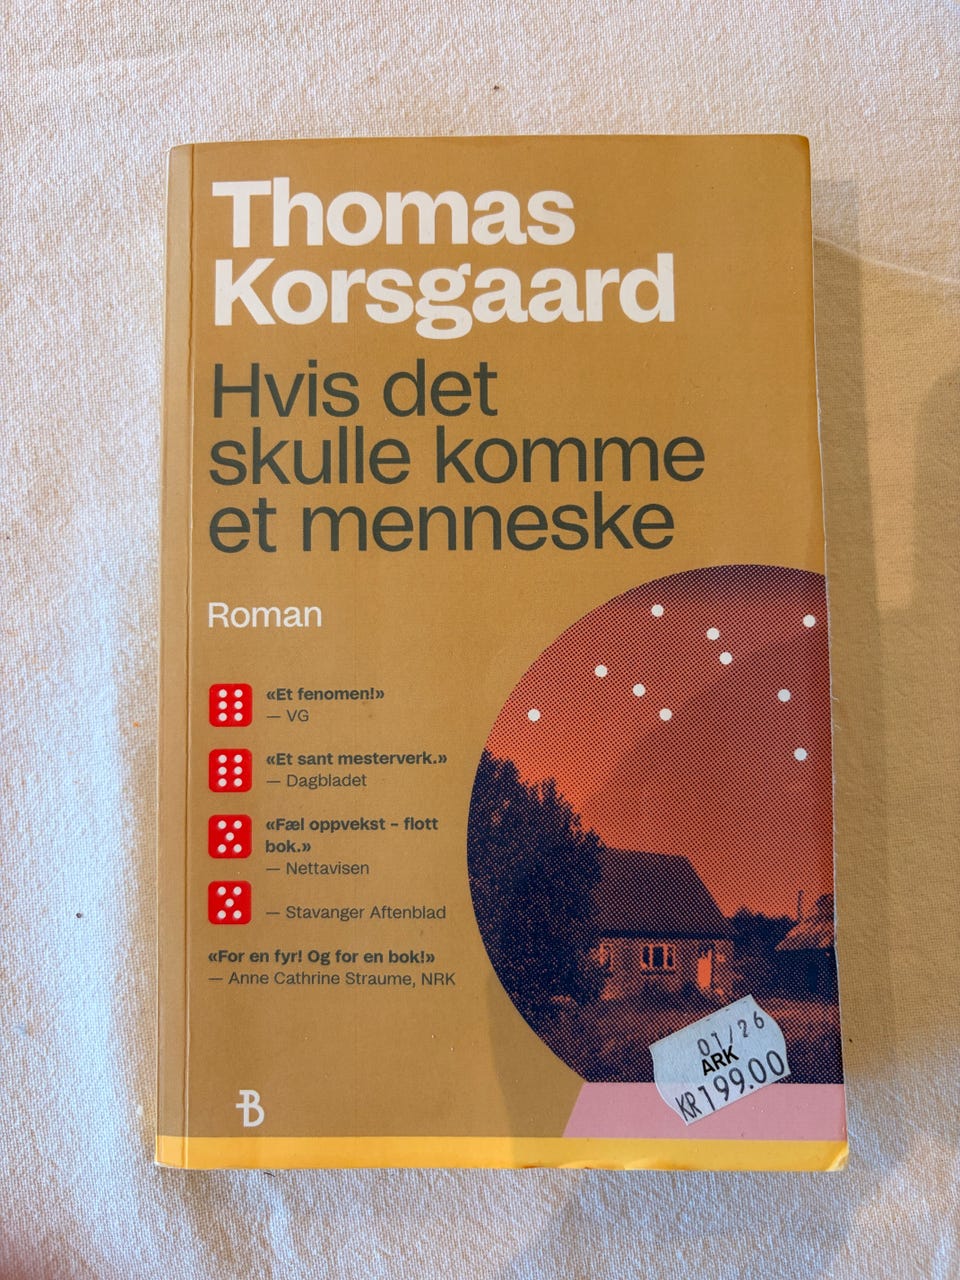 Thomas
Korsgaard
Hvis det
skulle komme
et menneske
Roman
«Et fenomen!»
— VG
«Et sant mesterverk.»
— Dagbladet
«Fæl oppvekst – flott
bok.»
— Nettavisen
— Stavanger Aftenblad
«For en fyr! Og for en bok!»
— Anne Cathrine Straume, NRK
01/26
ARK
KR199.00
B